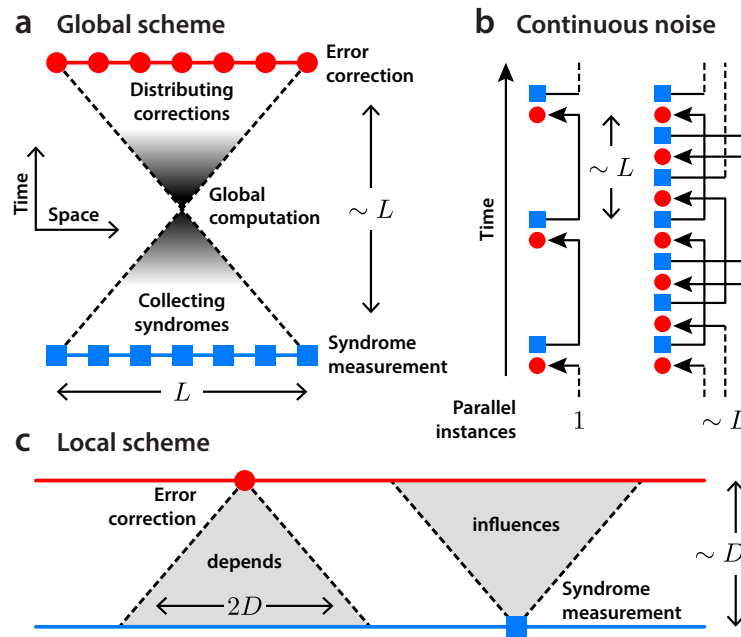 a Global scheme
Error
correction
Distributing
corrections
Time
Space
Global
computation
~ L
Collecting
syndromes
Syndrome
measurement
L
b Continuous noise
Time
~ L
Parallel
instances
1
~ L
c Local scheme
Error
correction
depends
2D
influences
Syndrome
measurement
~ D